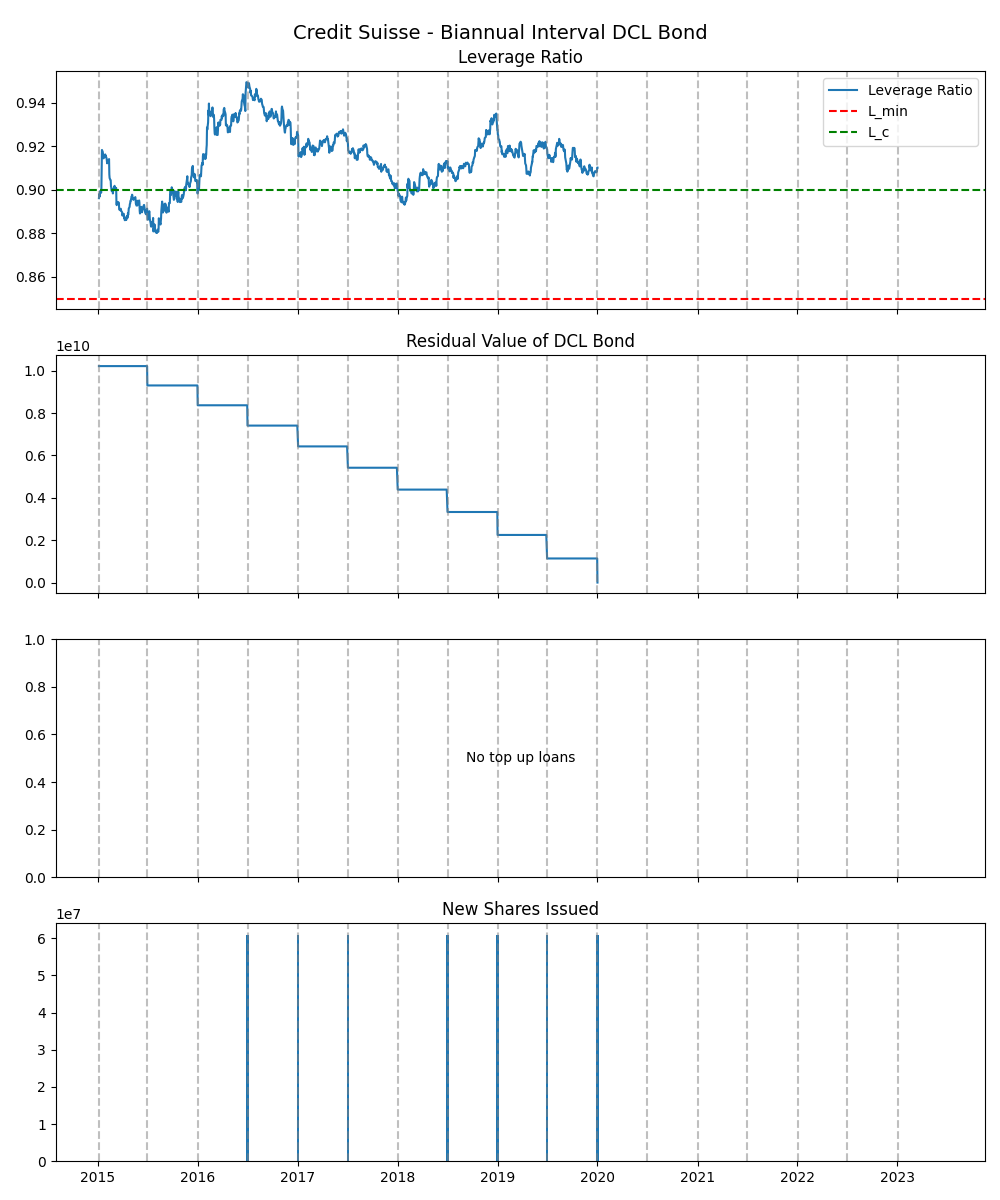 Credit Suisse - Biannual Interval DCL Bond
Leverage Ratio
0.94
0.92
0.90
0.88
0.86
Leverage Ratio
L_min
L_c
Residual Value of DCL Bond
1e10
1.0
0.8
0.6
0.4
0.2
0.0
1.0
0.8
0.6
0.4
0.2
0.0
No top up loans
New Shares Issued
1e7
6
5
4
3
2
1
0
2015 2016 2017 2018 2019 2020 2021 2022 2023